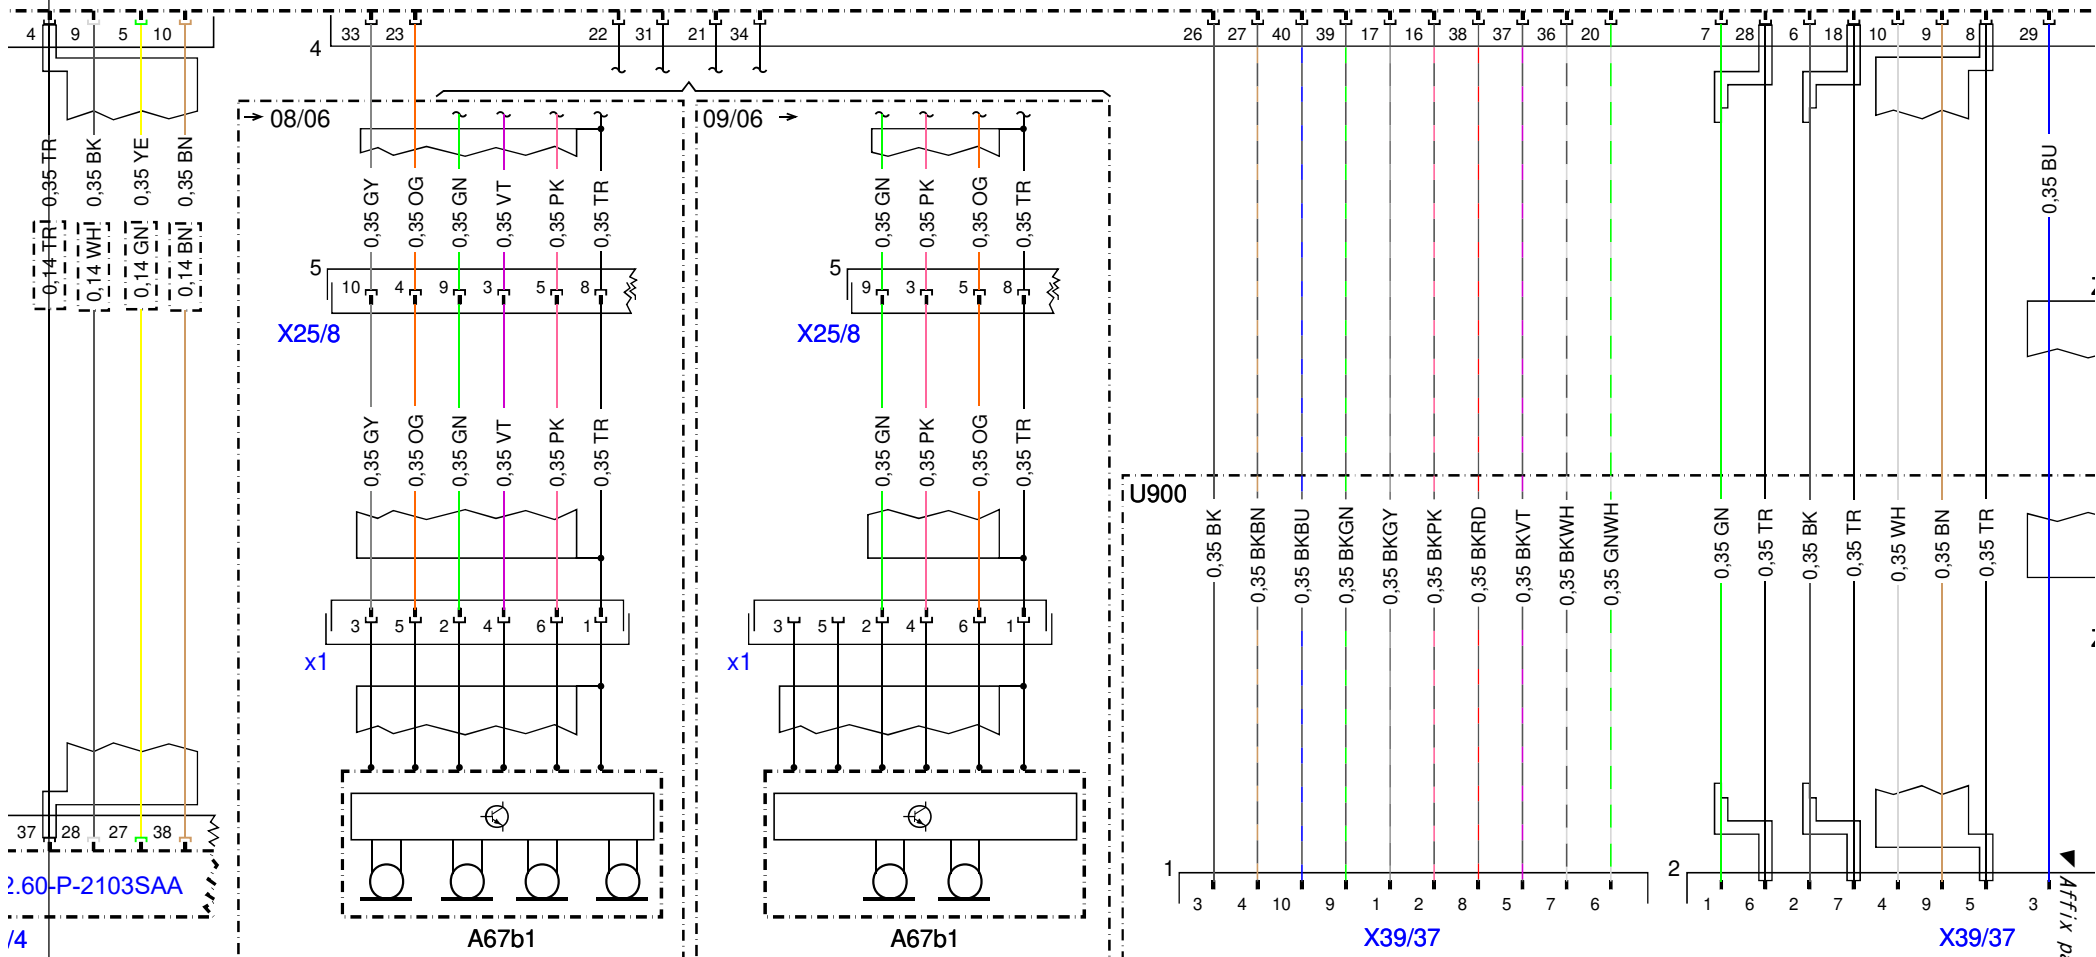 4 9 5 10
33 23 22 31 21 34
26 27 40 39 17 16 38 37 36 20
7 28 6 18 10 9 8 29
4
→ 08/06
09/06 →
0,35 TR 0,35 BK 0,35 YE 0,35 BN
0,14 TR 0,14 WH 0,14 GN 0,14 BN
0,35 GY 0,35 OG 0,35 GN 0,35 VT 0,35 PK 0,35 TR
0,35 GN 0,35 PK 0,35 OG 0,35 TR
0,35 BU
5
10 4 9 3 5 8
X25/8
5
9 3 5 8
X25/8
0,35 GY 0,35 OG 0,35 GN 0,35 VT 0,35 PK 0,35 TR
0,35 GN 0,35 PK 0,35 OG 0,35 TR
U900
0,35 BK 0,35 BKBN 0,35 BKBU 0,35 BKGN 0,35 BKGY 0,35 BKPK 0,35 BKRD 0,35 BKVT 0,35 BKWH 0,35 GNWH
0,35 GN 0,35 TR 0,35 BK 0,35 TR 0,35 WH 0,35 BN 0,35 TR
3 5 2 4 6 1
x1
3 5 2 4 6 1
x1
37 28 27 38
2.60-P-2103SAA
/4
A67b1
A67b1
1
3 4 10 9 1 2 8 5 7 6
X39/37
2
1 6 2 7 4 9 5 3
X39/37
Affix